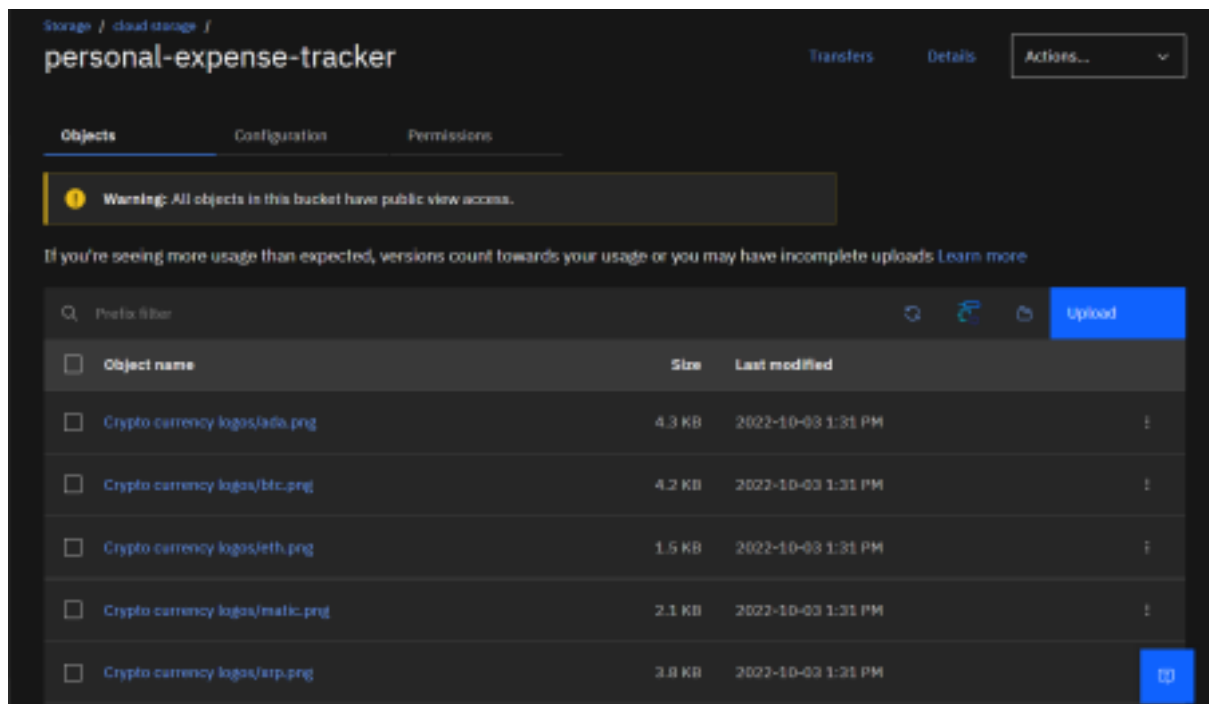 Storage / cloud storage /
personal-expense-tracker
Transfers Details Actions...
Objects Configuration Permissions
Warning: All objects in this bucket have public view access.
If you're seeing more usage than expected, versions count towards your usage or you may have incomplete uploads Learn more
Prefix filter Upload
Object name Size Last modified
Crypto currency logos/ada.png 4.3 KB 2022-10-03 1:31 PM
Crypto currency logos/btc.png 4.2 KB 2022-10-03 1:31 PM
Crypto currency logos/eth.png 1.5 KB 2022-10-03 1:31 PM
Crypto currency logos/matic.png 2.1 KB 2022-10-03 1:31 PM
Crypto currency logos/xrp.png 3.8 KB 2022-10-03 1:31 PM